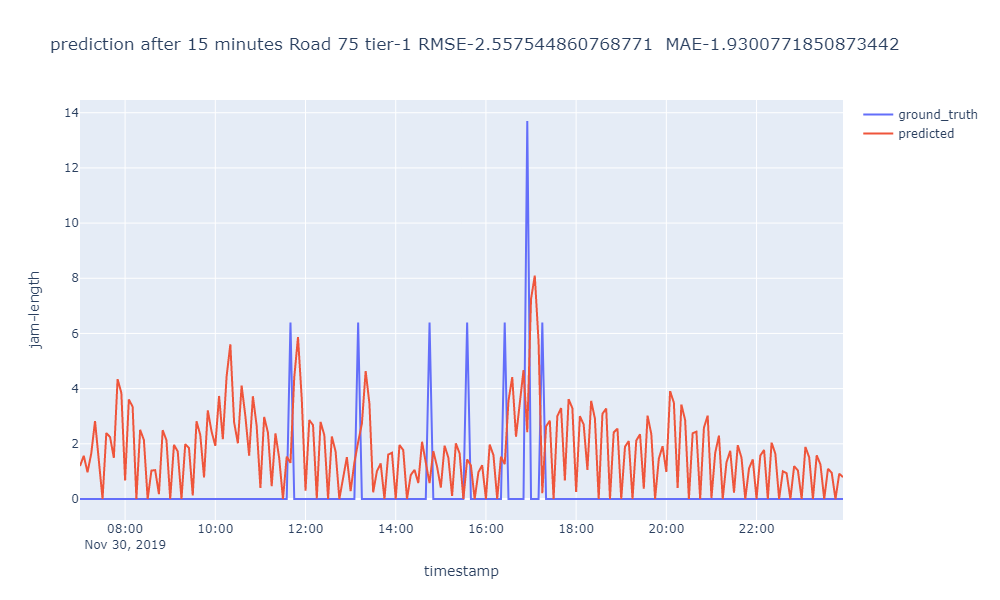 prediction after 15 minutes Road 75 tier-1 RMSE-2.557544860768771  MAE-1.9300771850873442
ground_truth
predicted
14
12
10
8
6
4
2
0
jam-length
08:00 10:00 12:00 14:00 16:00 18:00 20:00 22:00
Nov 30, 2019
timestamp